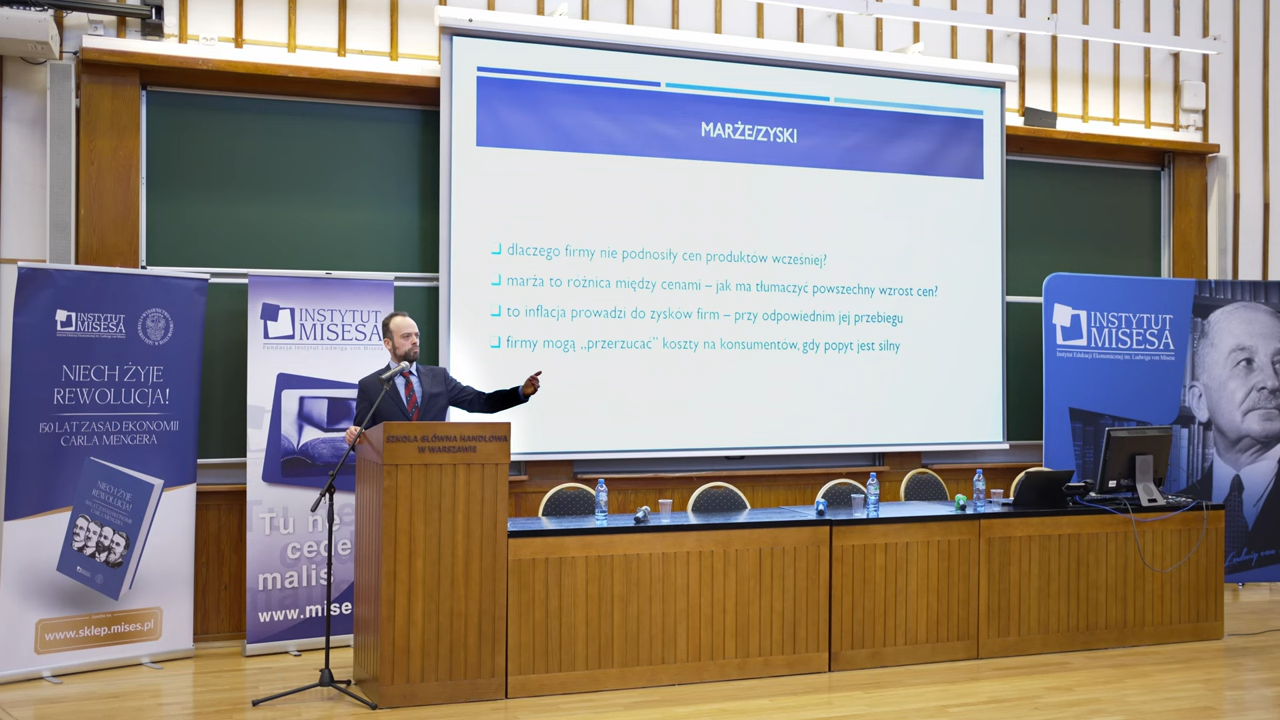 MARŻE/ZYSKI
dlaczego firmy nie podnosiły cen produktów wcześniej?
marża to różnica między cenami – jak ma tłumaczyć powszechny wzrost cen?
to inflacja prowadzi do zysków firm – przy odpowiednim jej przebiegu
firmy mogą „przerzucać" koszty na konsumentów, gdy popyt jest silny
INSTYTUT
MISESA
NIECH ŻYJE
REWOLUCJA!
150 LAT ZASAD EKONOMII
CARLA MENGERA
NIECH ŻYJE
REWOLUCJA!
www.sklep.mises.pl
INSTYTUT
MISESA
Fundacja Instytut Ludwiga von Misesa
Tu ne
cede
malis
www.mise
SZKOŁA GŁÓWNA HANDLOWA
W WARSZAWIE
INSTYTUT
MISESA
Instytut Edukacji Ekonomicznej im. Ludwiga von Misesa
Ludwig von